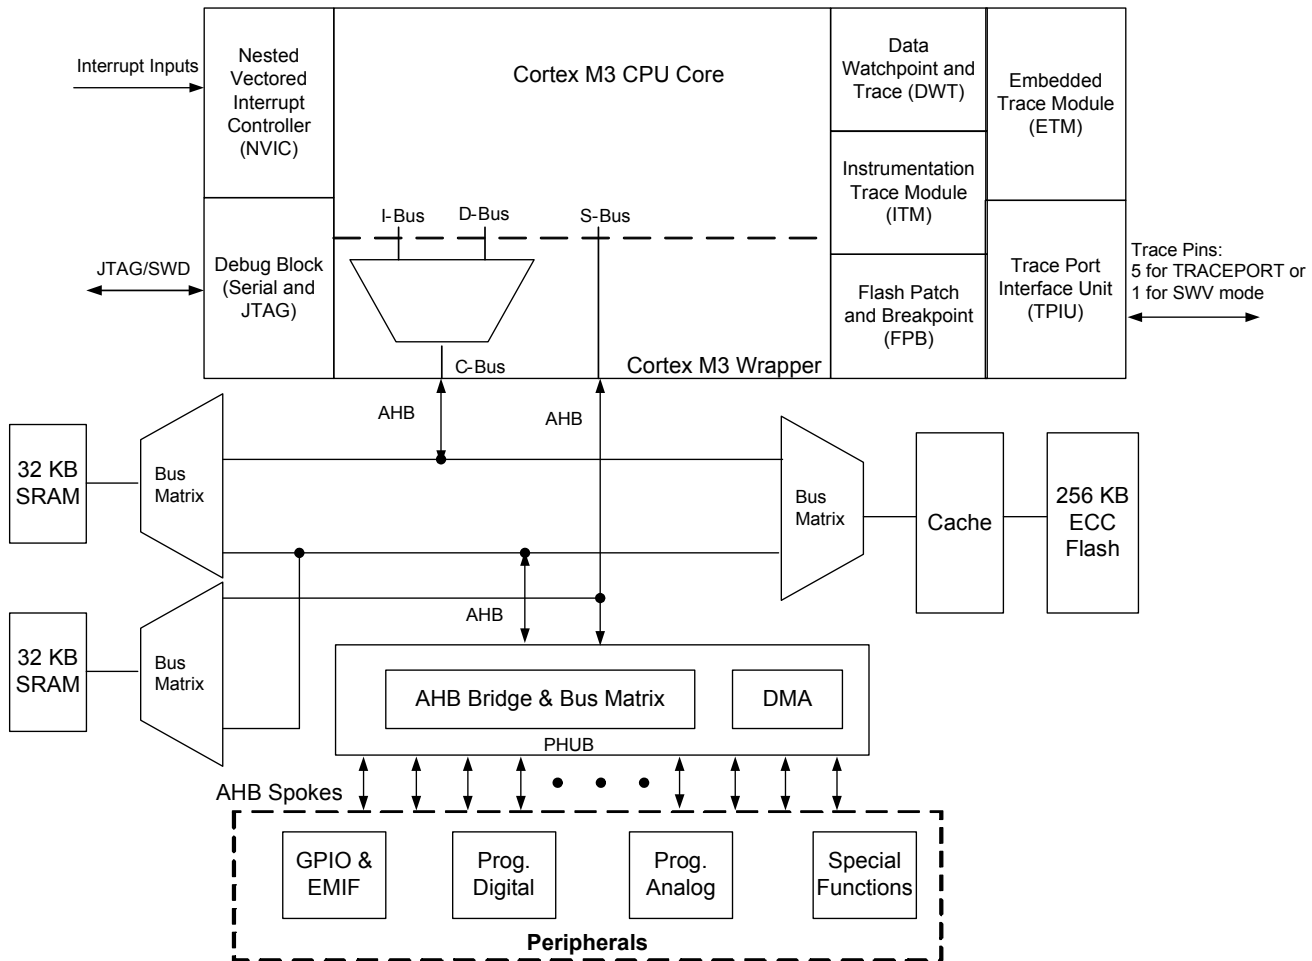 Interrupt Inputs
Nested
Vectored
Interrupt
Controller
(NVIC)
Cortex M3 CPU Core
Data
Watchpoint and
Trace (DWT)
Embedded
Trace Module
(ETM)
Instrumentation
Trace Module
(ITM)
I-Bus
D-Bus
S-Bus
JTAG/SWD
Debug Block
(Serial and
JTAG)
Flash Patch
and Breakpoint
(FPB)
Trace Port
Interface Unit
(TPIU)
Trace Pins:
5 for TRACEPORT or
1 for SWV mode
C-Bus
Cortex M3 Wrapper
AHB
AHB
32 KB
SRAM
Bus
Matrix
Bus
Matrix
Cache
256 KB
ECC
Flash
AHB
32 KB
SRAM
Bus
Matrix
AHB Bridge & Bus Matrix
DMA
PHUB
AHB Spokes
GPIO &
EMIF
Prog.
Digital
Prog.
Analog
Special
Functions
Peripherals